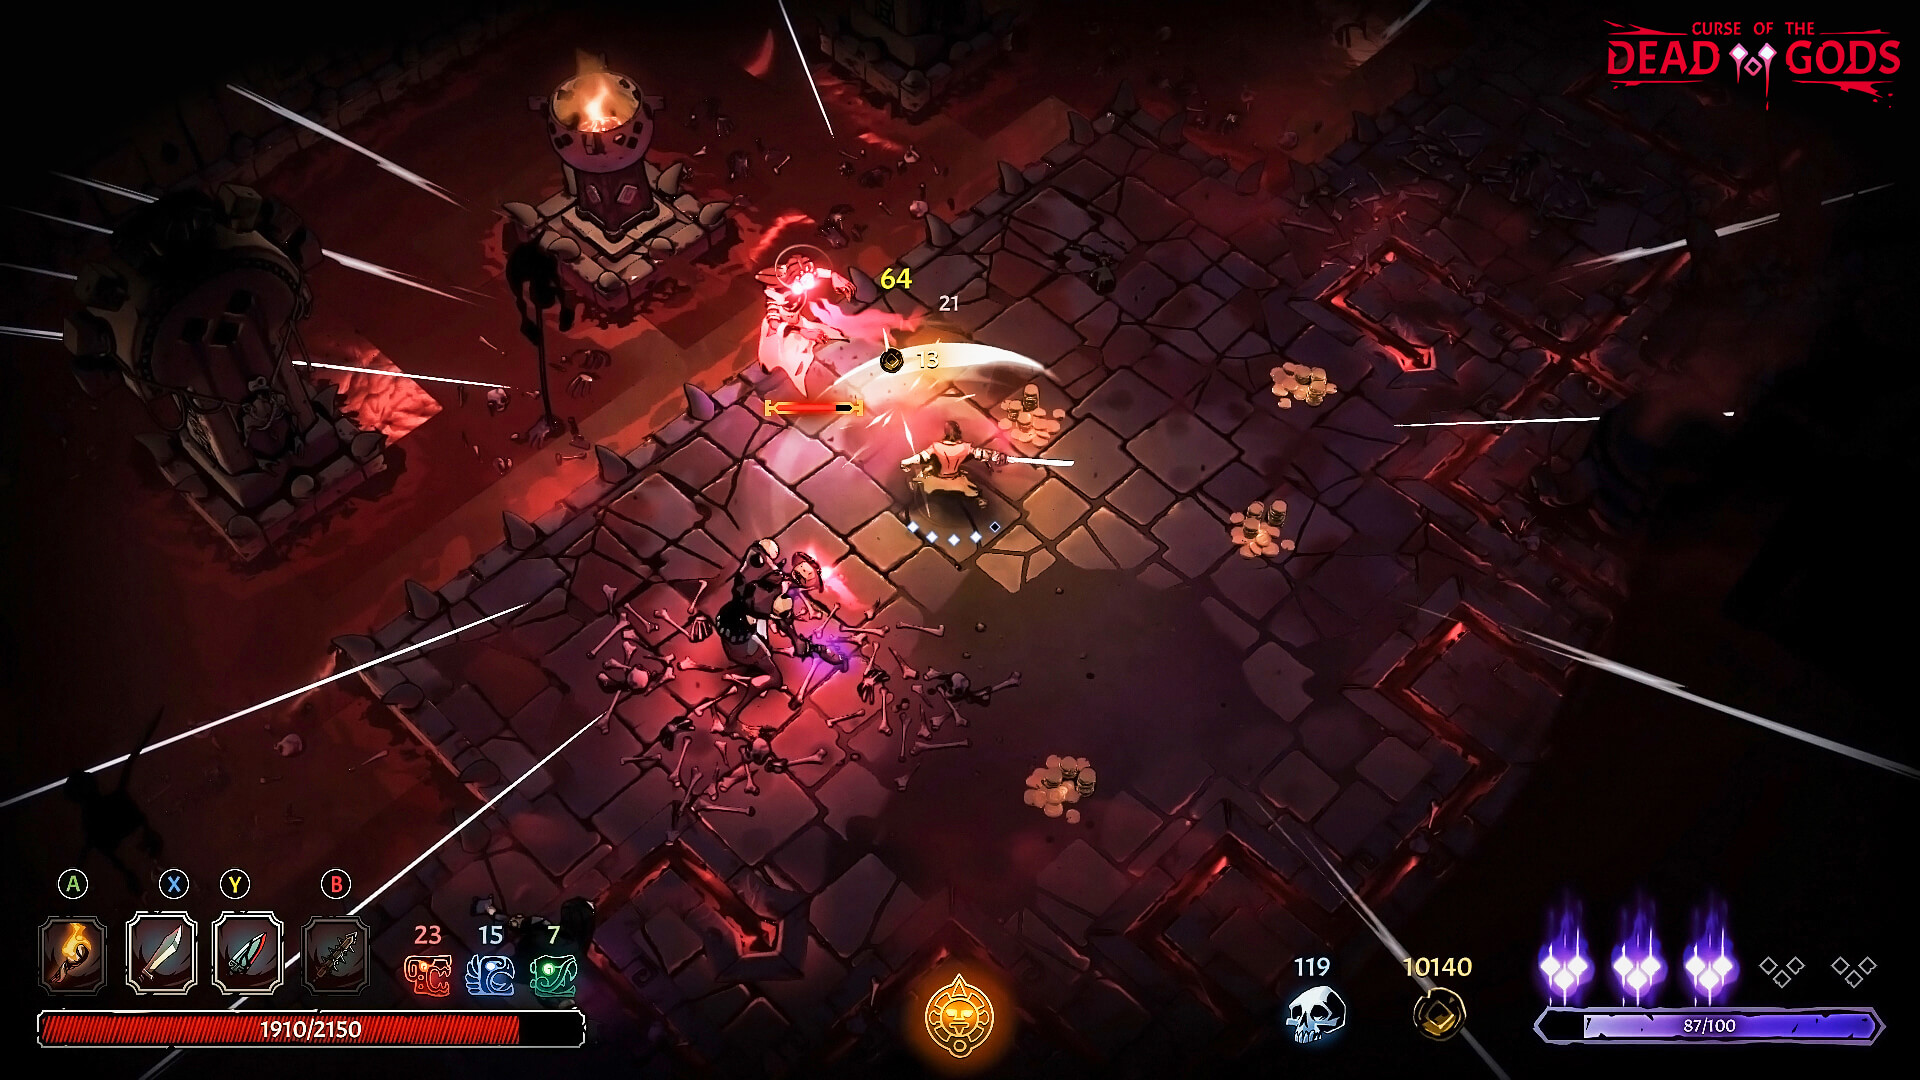 CURSE OF THE
DEAD GODS
64
21
13
A
X
Y
B
23
15
7
1910/2150
119
10140
87/100